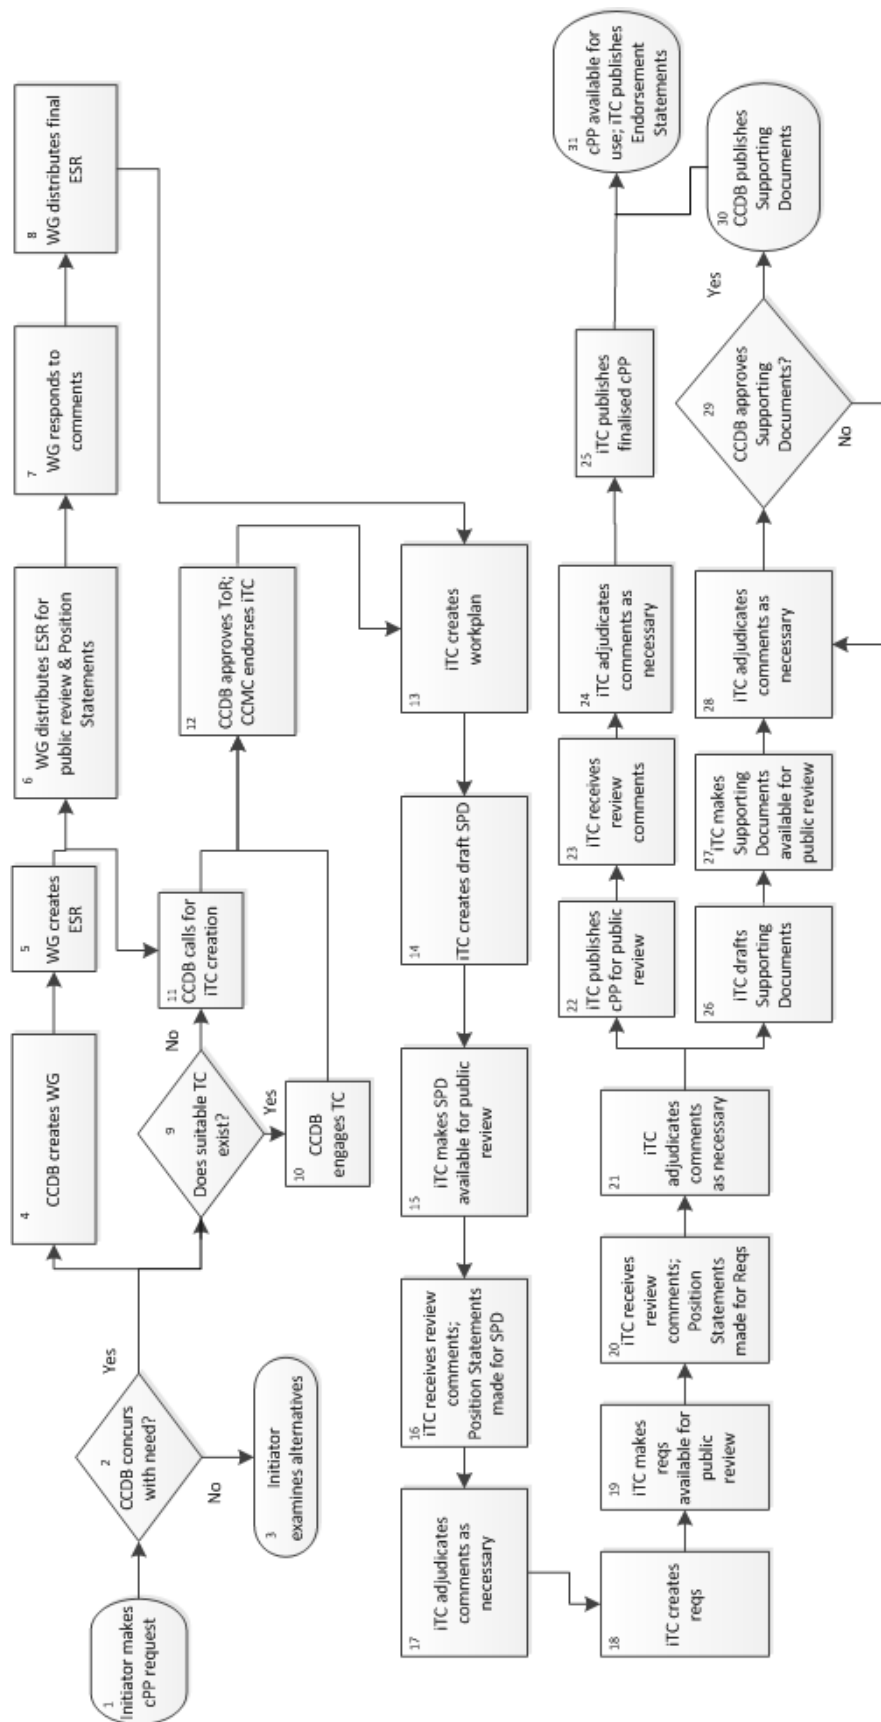 1
Initiator makes
cPP request
2
CCDB concurs
with need?
Yes
No
3
Initiator
examines alternatives
4
CCDB creates WG
5
WG creates
ESR
6
WG distributes ESR for
public review & Position
Statements
7
WG responds to
comments
8
WG distributes final
ESR
9
Does suitable TC
exist?
No
Yes
10
CCDB
engages TC
11
CCDB calls for
iTC creation
12
CCDB approves ToR;
CCMC endorses iTC
13
iTC creates
workplan
14
iTC creates draft SPD
15
iTC makes SPD
available for public
review
16
iTC receives review
comments;
Position Statements
made for SPD
17
iTC adjudicates
comments as
necessary
18
iTC creates
reqs
19
iTC makes
reqs
available for
public
review
20
iTC receives
review
comments;
Position
Statements
made for Reqs
21
iTC
adjudicates
comments
as necessary
22
iTC publishes
cPP for public
review
23
iTC receives
review
comments
24
iTC adjudicates
comments as
necessary
25
iTC publishes
finalised cPP
26
iTC drafts
Supporting
Documents
27
iTC makes
Supporting
Documents
available for
public review
28
iTC adjudicates
comments as
necessary
29
CCDB approves
Supporting
Documents?
Yes
No
30
CCDB publishes
Supporting
Documents
31
cPP available for
use; iTC publishes
Endorsement
Statements